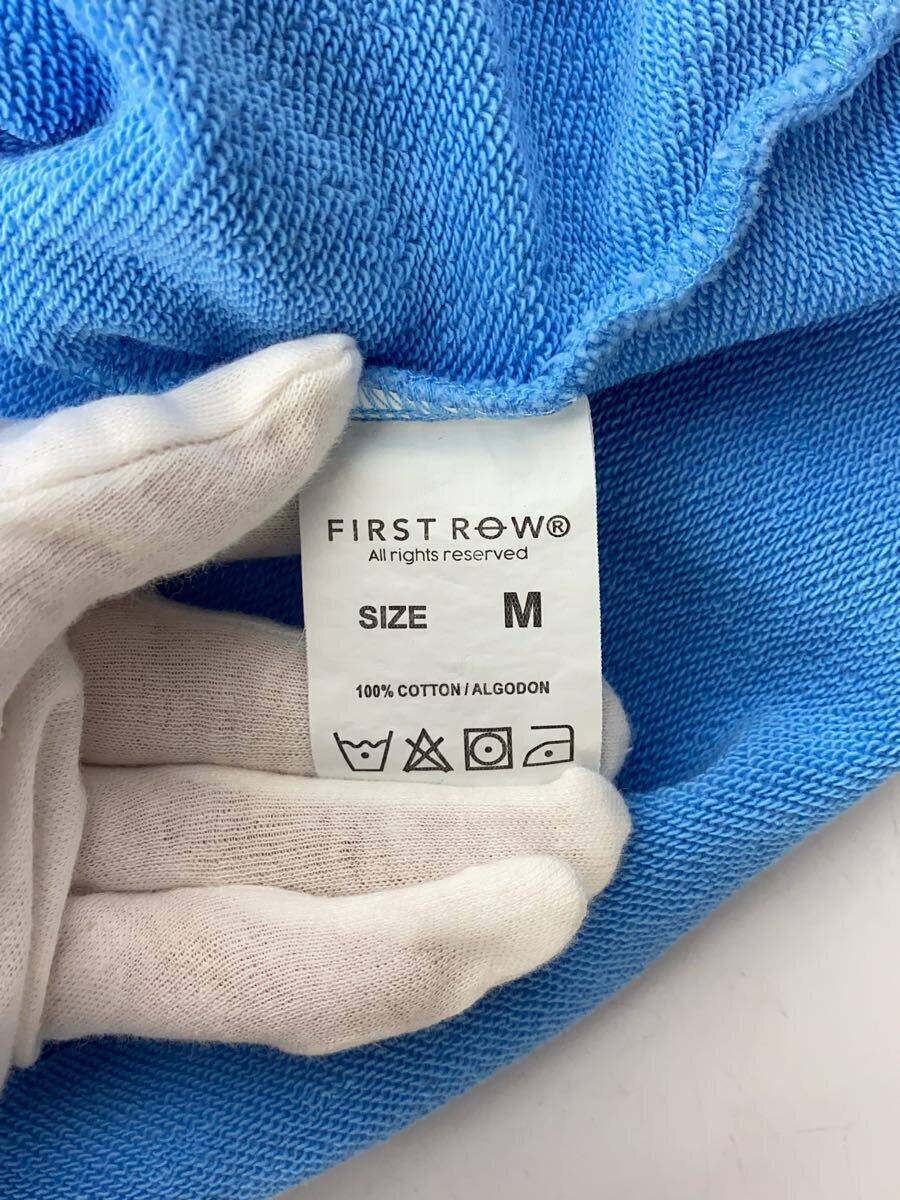 FIRST ROW®
All rights reserved
SIZE M
100% COTTON / ALGODON